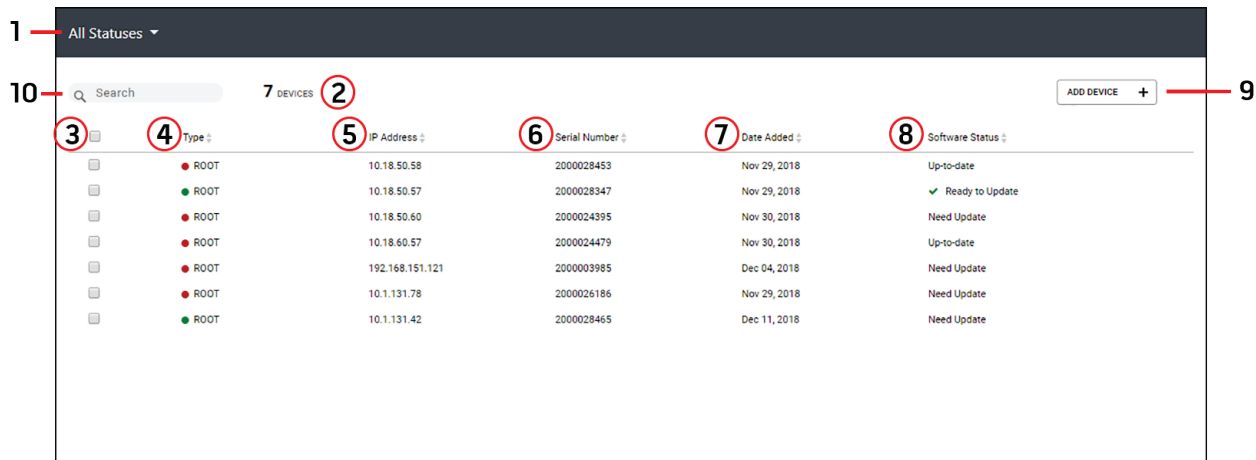 1 All Statuses
10 Search 7 DEVICES 2 ADD DEVICE + 9
3 4 Type 5 IP Address 6 Serial Number 7 Date Added 8 Software Status
ROOT 10.18.50.58 2000028453 Nov 29, 2018 Up-to-date
ROOT 10.18.50.57 2000028347 Nov 29, 2018 Ready to Update
ROOT 10.18.50.60 2000024395 Nov 30, 2018 Need Update
ROOT 10.18.60.57 2000024479 Nov 30, 2018 Up-to-date
ROOT 192.168.151.121 2000003985 Dec 04, 2018 Need Update
ROOT 10.1.131.78 2000026186 Nov 29, 2018 Need Update
ROOT 10.1.131.42 2000028465 Dec 11, 2018 Need Update